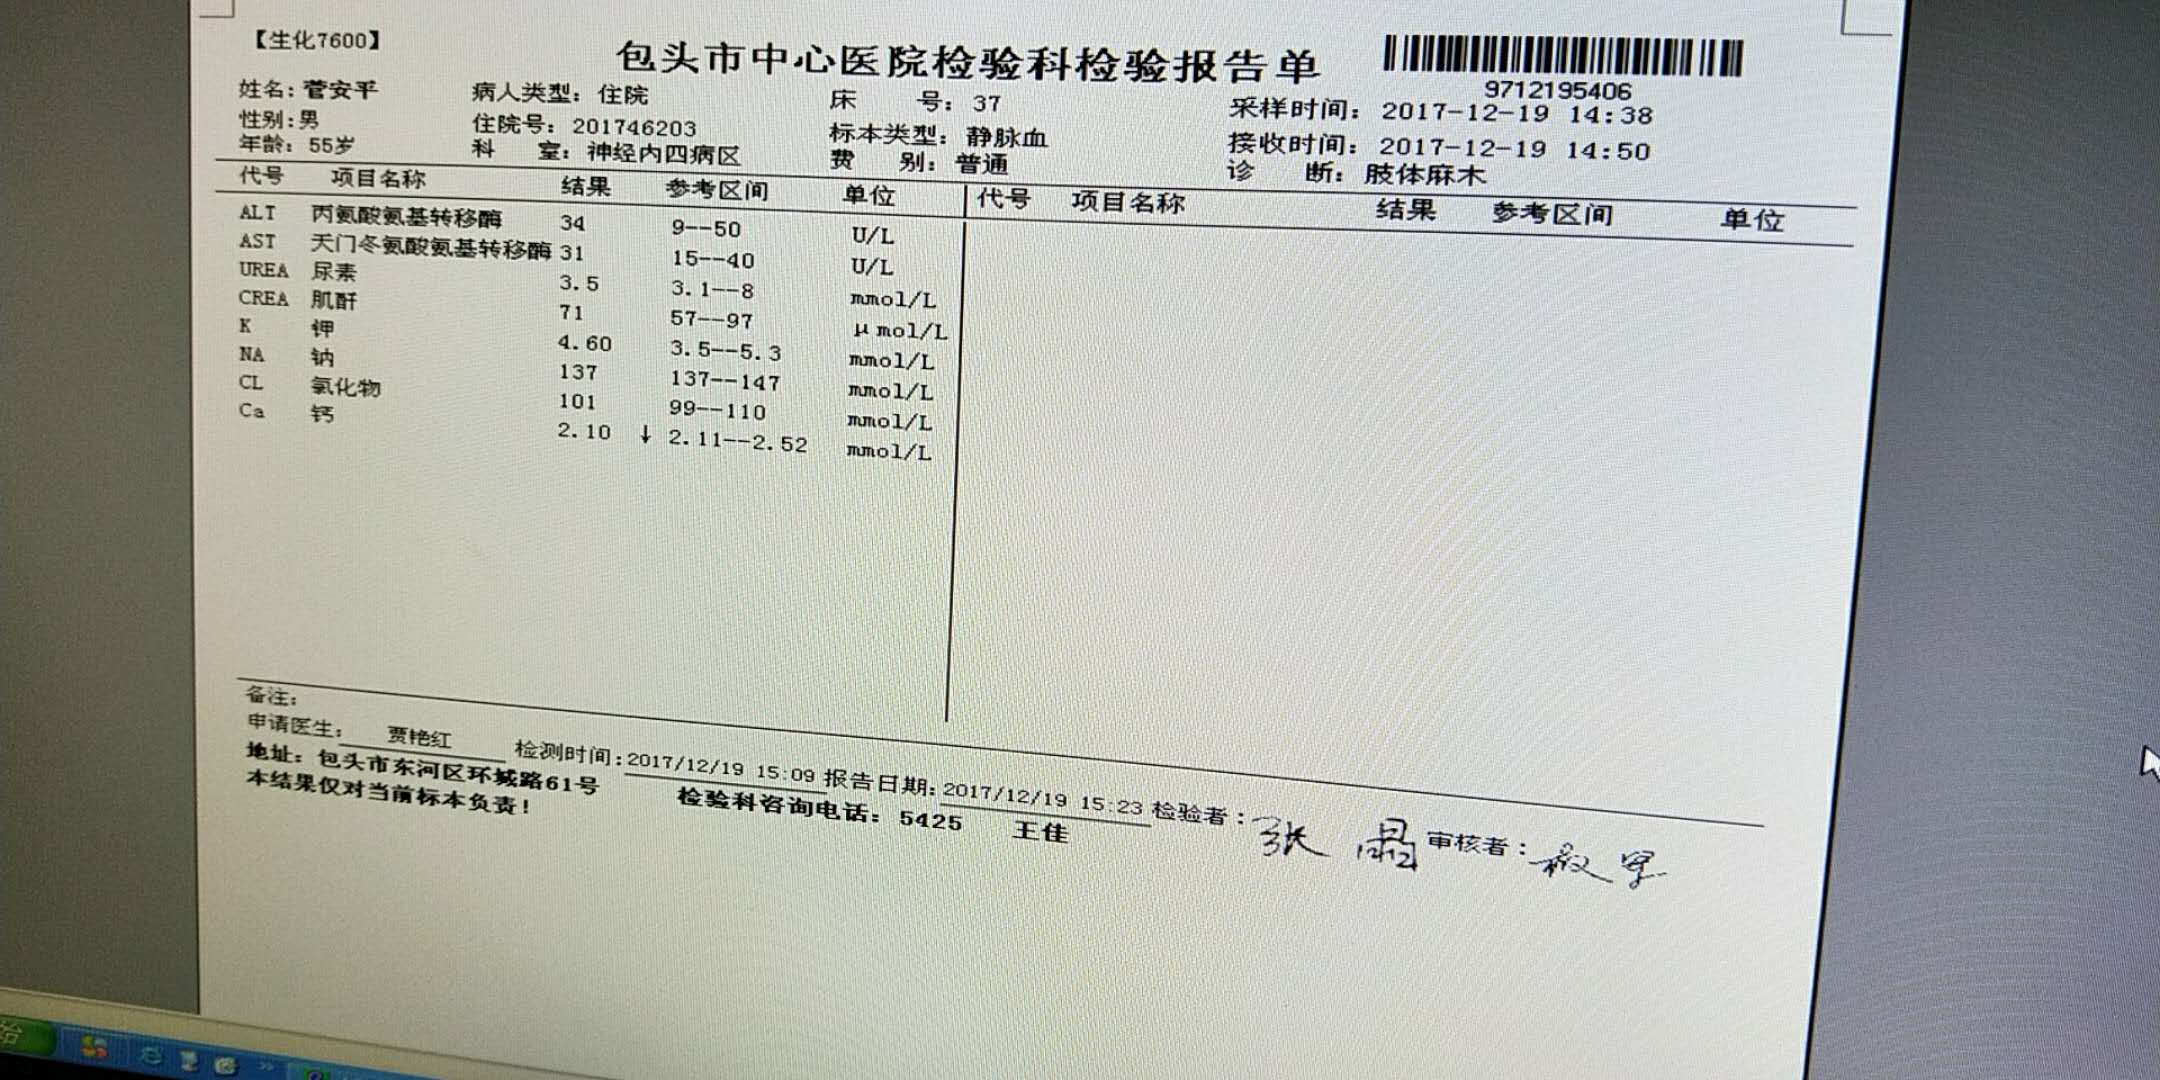 【生化7600】
包头市中心医院检验科检验报告单
9712195406
姓名: 菅安平 病人类型: 住院 床 号: 37 采样时间: 2017-12-19 14:38
性别:男 住院号: 201746203 标本类型: 静脉血 接收时间: 2017-12-19 14:50
年龄: 55岁 科 室: 神经内四病区 费 别: 普通 诊 断: 肢体麻木
代号 项目名称 结果 参考区间 单位 代号 项目名称 结果 参考区间 单位
ALT 丙氨酸氨基转移酶 34 9--50 U/L
AST 天门冬氨酸氨基转移酶 31 15--40 U/L
UREA 尿素 3.5 3.1--8 mmol/L
CREA 肌酐 71 57--97 μmol/L
K 钾 4.60 3.5--5.3 mmol/L
NA 钠 137 137--147 mmol/L
CL 氯化物 101 99--110 mmol/L
Ca 钙 2.10 ↓ 2.11--2.52 mmol/L
备注:
申请医生: 贾艳红 检测时间:2017/12/19 15:09 报告日期:2017/12/19 15:23 检验者: 张晶 审核者:
地址: 包头市东河区环城路61号 检验科咨询电话: 5425 王佳
本结果仅对当前标本负责!